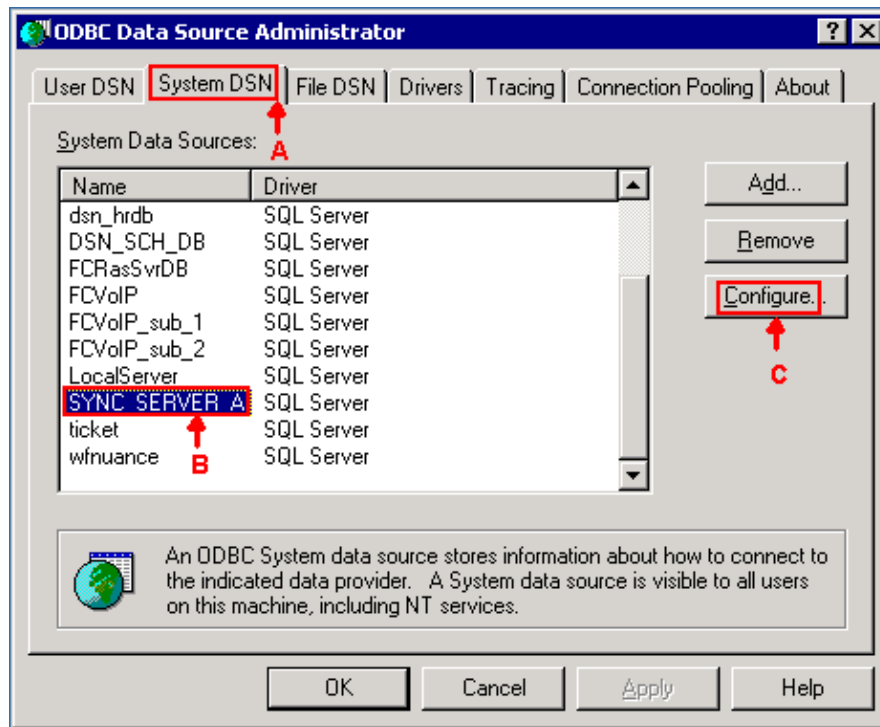 ODBC Data Source Administrator
User DSN System DSN File DSN Drivers Tracing Connection Pooling About
System Data Sources:
A
Name Driver
dsn_hrdb SQL Server
DSN_SCH_DB SQL Server
FCRasSvrDB SQL Server
FCVoIP SQL Server
FCVoIP_sub_1 SQL Server
FCVoIP_sub_2 SQL Server
LocalServer SQL Server
SYNC_SERVER_A SQL Server
ticket SQL Server
wfnuance SQL Server
B
Add...
Remove
Configure...
C
An ODBC System data source stores information about how to connect to
the indicated data provider. A System data source is visible to all users
on this machine, including NT services.
OK Cancel Apply Help